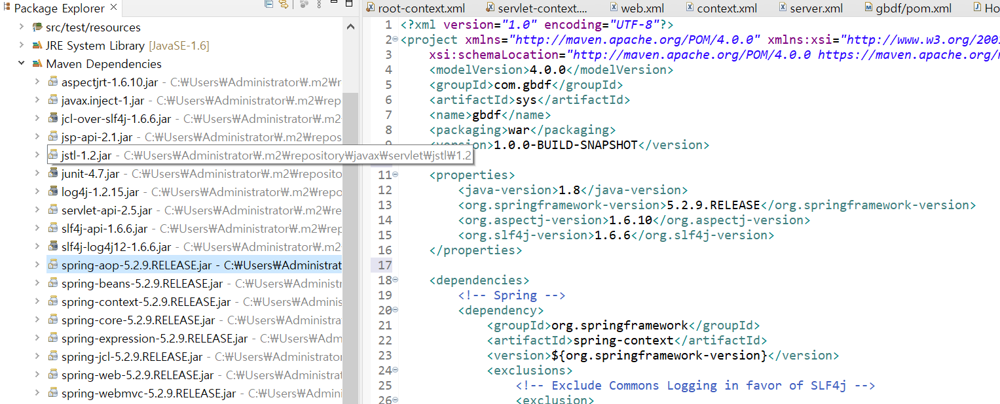 Package Explorer
src/test/resources
JRE System Library [JavaSE-1.6]
Maven Dependencies
aspectjrt-1.6.10.jar - C:₩Users₩Administrator₩.m2₩r
javax.inject-1.jar - C:₩Users₩Administrator₩.m2₩rep
jcl-over-slf4j-1.6.6.jar - C:₩Users₩Administrator₩.m2
jsp-api-2.1.jar - C:₩Users₩Administrator₩.m2₩repos
jstl-1.2.jar - C:₩Users₩Administrator₩.m2₩repository₩javax₩servlet₩jstl₩1.2
junit-4.7.jar - C:₩Users₩Administrator₩.m2₩reposito
log4j-1.2.15.jar - C:₩Users₩Administrator₩.m2₩repo
servlet-api-2.5.jar - C:₩Users₩Administrator₩.m2₩re
slf4j-api-1.6.6.jar - C:₩Users₩Administrator₩.m2₩rep
slf4j-log4j12-1.6.6.jar - C:₩Users₩Administrator₩.m2
spring-aop-5.2.9.RELEASE.jar - C:₩Users₩Administrat
spring-beans-5.2.9.RELEASE.jar - C:₩Users₩Administr
spring-context-5.2.9.RELEASE.jar - C:₩Users₩Adminis
spring-core-5.2.9.RELEASE.jar - C:₩Users₩Administra
spring-expression-5.2.9.RELEASE.jar - C:₩Users₩Adm
spring-jcl-5.2.9.RELEASE.jar - C:₩Users₩Administrator
spring-web-5.2.9.RELEASE.jar - C:₩Users₩Administrat
spring-webmvc-5.2.9.RELEASE.jar - C:₩Users₩Admini
root-context.xml servlet-context.... web.xml context.xml server.xml gbdf/pom.xml Ho
1 <?xml version="1.0" encoding="UTF-8"?>
2 <project xmlns="http://maven.apache.org/POM/4.0.0" xmlns:xsi="http://www.w3.org/2001
3 xsi:schemaLocation="http://maven.apache.org/POM/4.0.0 https://maven.apache.org/
4 <modelVersion>4.0.0</modelVersion>
5 <groupId>com.gbdf</groupId>
6 <artifactId>sys</artifactId>
7 <name>gbdf</name>
8 <packaging>war</packaging>
9 <version>1.0.0-BUILD-SNAPSHOT</version>
11 <properties>
12 <java-version>1.8</java-version>
13 <org.springframework-version>5.2.9.RELEASE</org.springframework-version>
14 <org.aspectj-version>1.6.10</org.aspectj-version>
15 <org.slf4j-version>1.6.6</org.slf4j-version>
16 </properties>
17
18 <dependencies>
19 <!-- Spring -->
20 <dependency>
21 <groupId>org.springframework</groupId>
22 <artifactId>spring-context</artifactId>
23 <version>${org.springframework-version}</version>
24 <exclusions>
25 <!-- Exclude Commons Logging in favor of SLF4j -->
26 <exclusion>